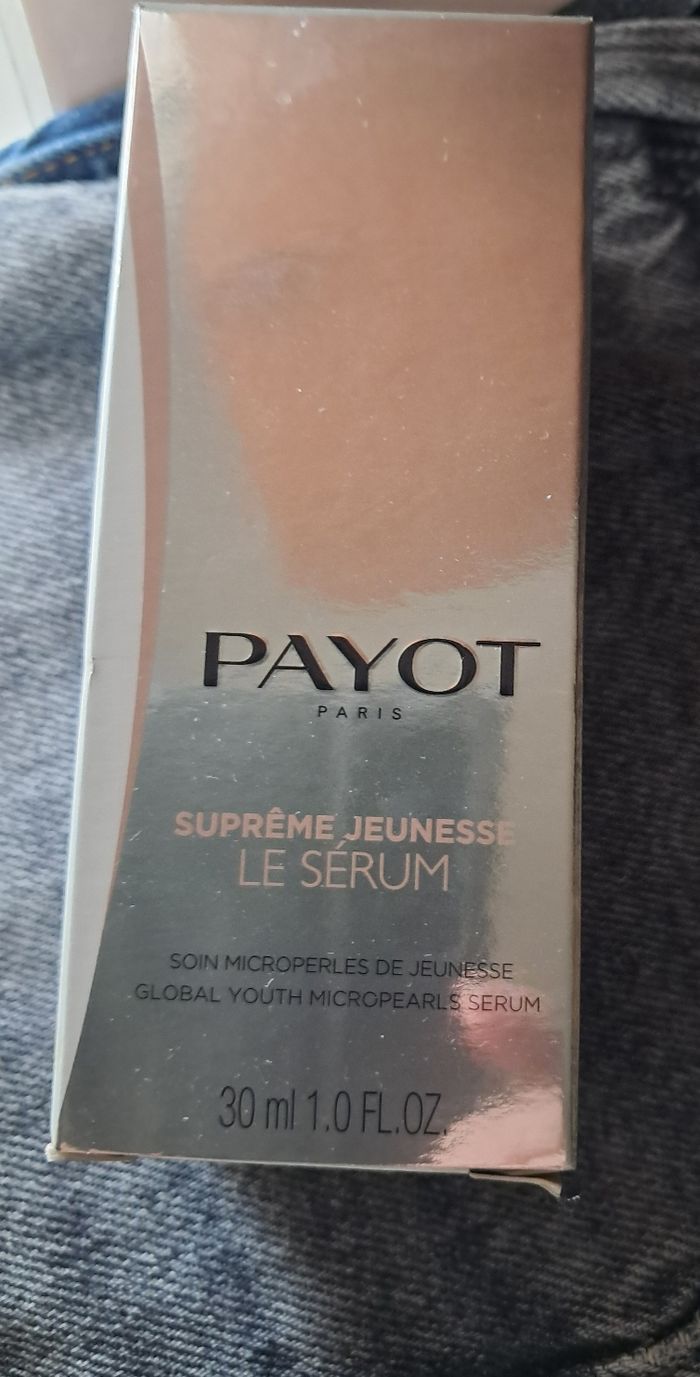 PAYOT
PARIS
SUPRÊME JEUNESSE
LE SÉRUM
SOIN MICROPERLES DE JEUNESSE
GLOBAL YOUTH MICROPEARLS SERUM
30 ml 1.0 FL.OZ.